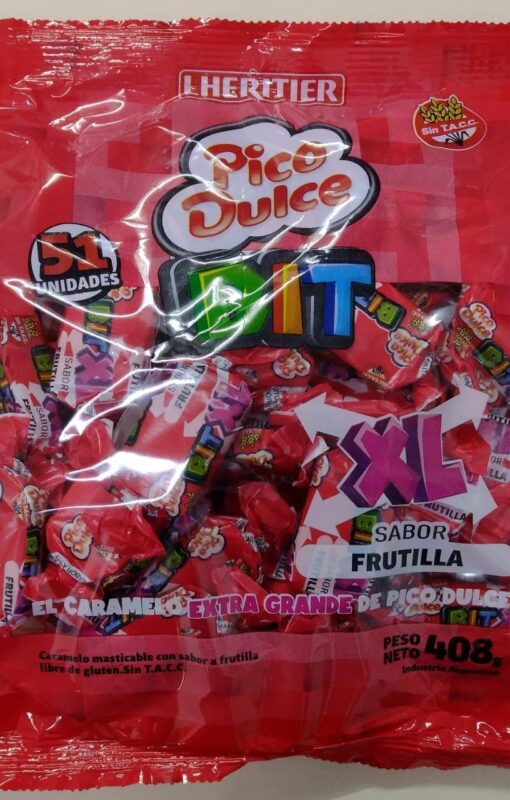 LHERITIER
Sin T.A.C.C.
Pico
Dulce
51
UNIDADES
BIT
XL
SABOR
FRUTILLA
EL CARAMELO EXTRA GRANDE DE PICO DULCE
Caramelo masticable con sabor a frutilla
libre de gluten.Sin T.A.C.C.
PESO
NETO 408g
Industria Argentina